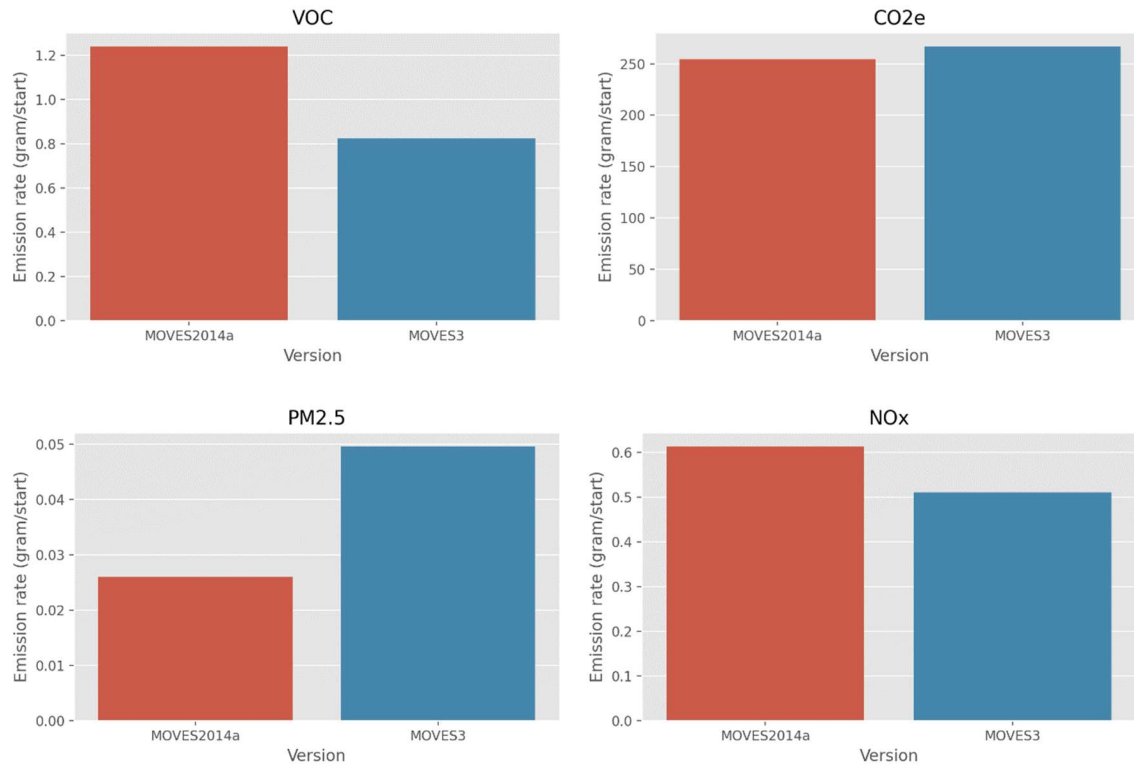 VOC
Emission rate (gram/start)
1.2
1.0
0.8
0.6
0.4
0.2
0.0
MOVES2014a
MOVES3
Version
CO2e
Emission rate (gram/start)
250
200
150
100
50
0
MOVES2014a
MOVES3
Version
PM2.5
Emission rate (gram/start)
0.05
0.04
0.03
0.02
0.01
0.00
MOVES2014a
MOVES3
Version
NOx
Emission rate (gram/start)
0.6
0.5
0.4
0.3
0.2
0.1
0.0
MOVES2014a
MOVES3
Version